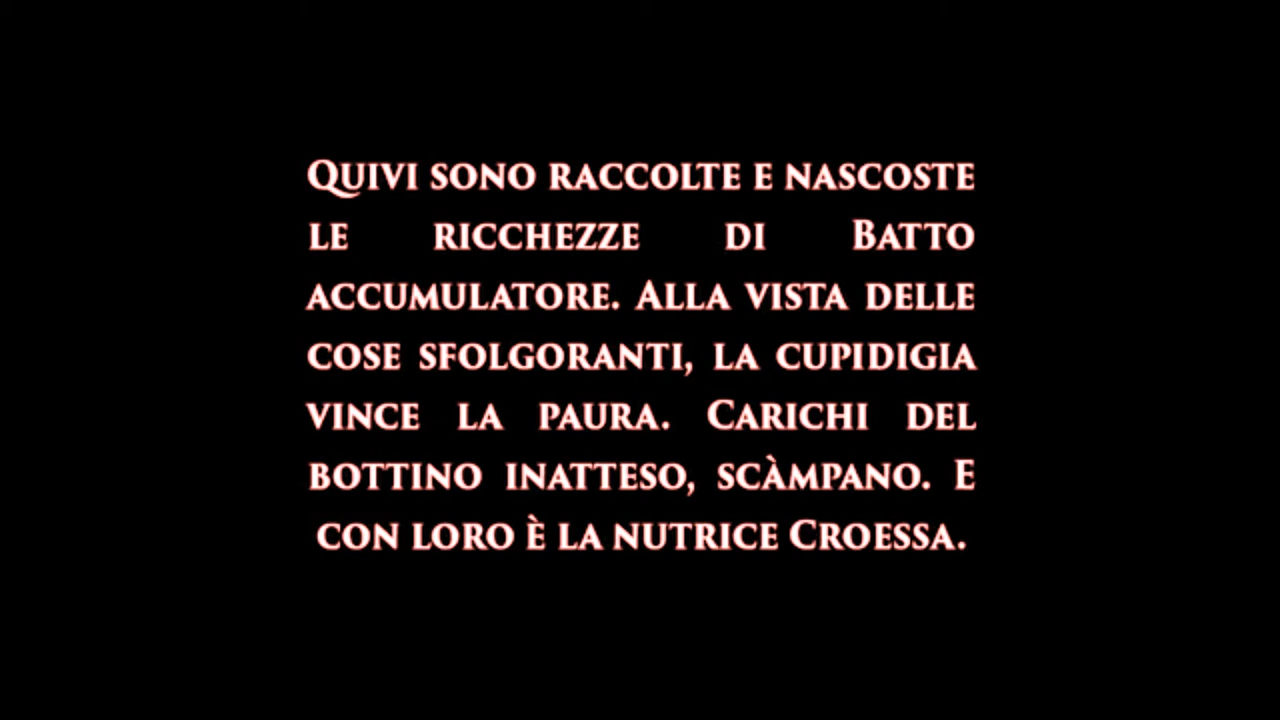 Quivi sono raccolte e nascoste
le ricchezze di Batto
accumulatore. Alla vista delle
cose sfolgoranti, la cupidigia
vince la paura. Carichi del
bottino inatteso, scàmpano. E
con loro è la nutrice Croessa.